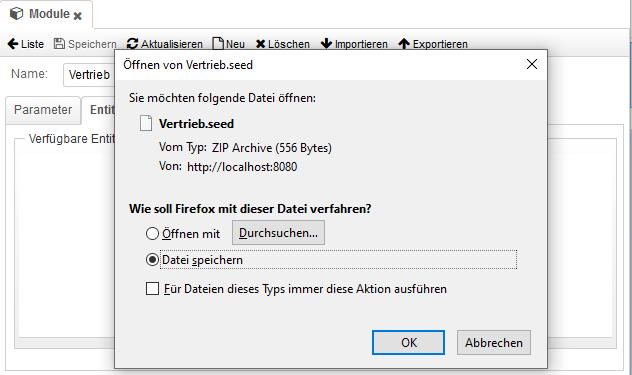 Module
Liste Speichern Aktualisieren Neu Löschen Importieren Exportieren
Öffnen von Vertrieb.seed
Name: Vertrieb
Sie möchten folgende Datei öffnen:
Parameter
Vertrieb.seed
Vom Typ: ZIP Archive (556 Bytes)
Von: http://localhost:8080
Wie soll Firefox mit dieser Datei verfahren?
Öffnen mit Durchsuchen...
Datei speichern
Für Dateien dieses Typs immer diese Aktion ausführen
OK Abbrechen
Verfügbare